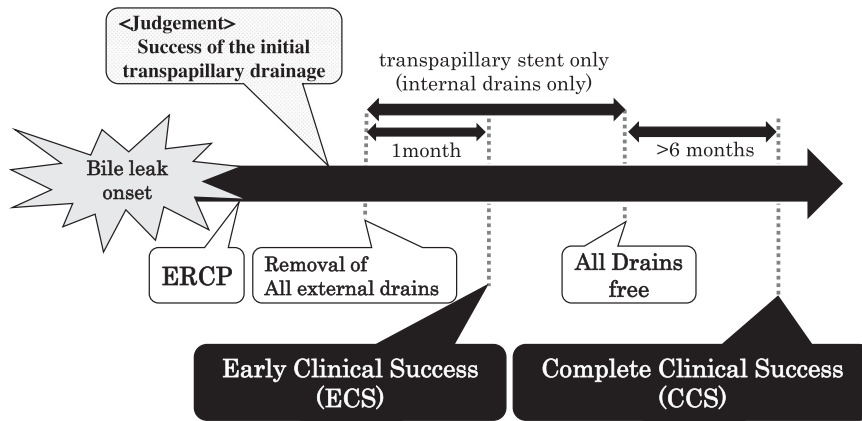 <Judgement>
Success of the initial
transpapillary drainage
transpapillary stent only
(internal drains only)
1month
>6 months
Bile leak
onset
ERCP
Removal of
All external drains
All Drains
free
Early Clinical Success
(ECS)
Complete Clinical Success
(CCS)